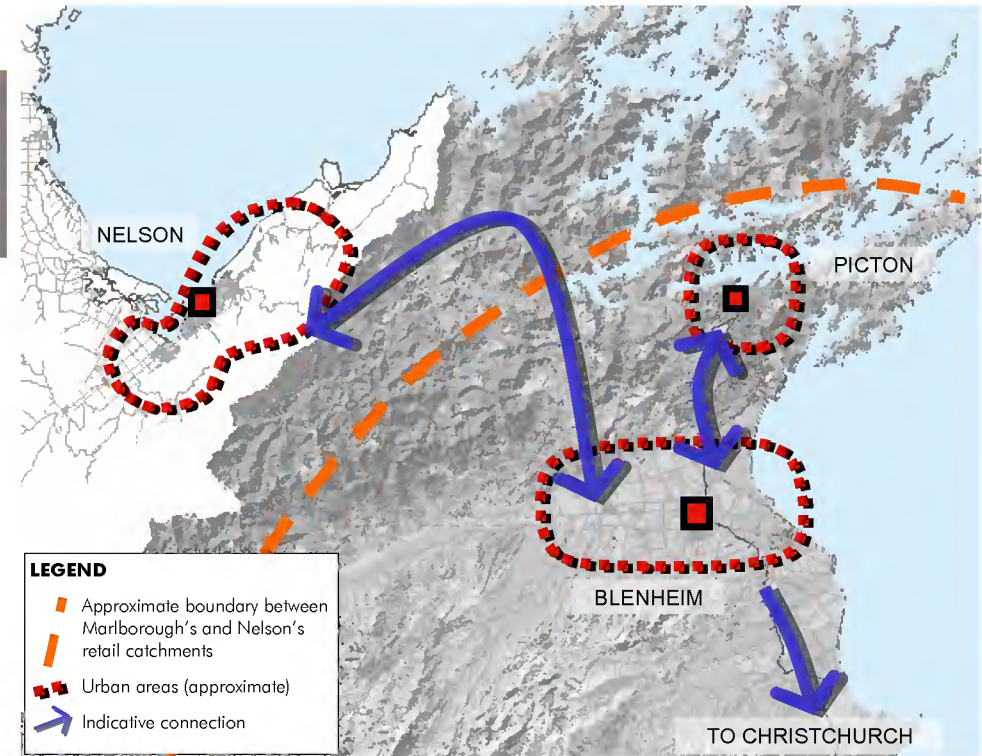 NELSON
PICTON
BLENHEIM
TO CHRISTCHURCH
LEGEND
Approximate boundary between
Marlborough's and Nelson's
retail catchments
Urban areas (approximate)
Indicative connection